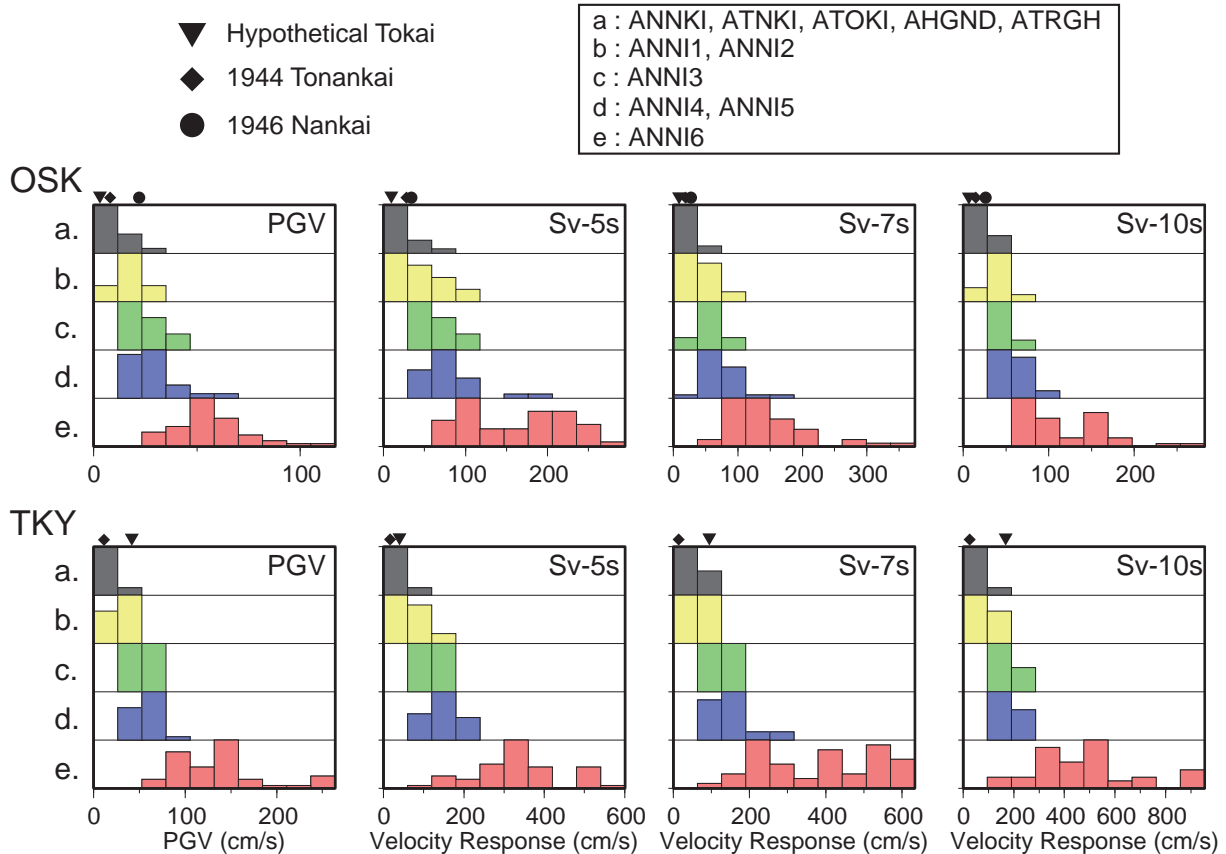 Hypothetical Tokai
1944 Tonankai
1946 Nankai
a : ANNKI, ATNKI, ATOKI, AHGND, ATRGH
b : ANNI1, ANNI2
c : ANNI3
d : ANNI4, ANNI5
e : ANNI6
OSK
PGV
Sv-5s
Sv-7s
Sv-10s
a.
b.
c.
d.
e.
0 100
0 100 200
0 100 200 300
0 100 200
TKY
PGV
Sv-5s
Sv-7s
Sv-10s
a.
b.
c.
d.
e.
0 100 200
0 200 400 600
0 200 400 600
0 200 400 600 800
PGV (cm/s)
Velocity Response (cm/s)
Velocity Response (cm/s)
Velocity Response (cm/s)